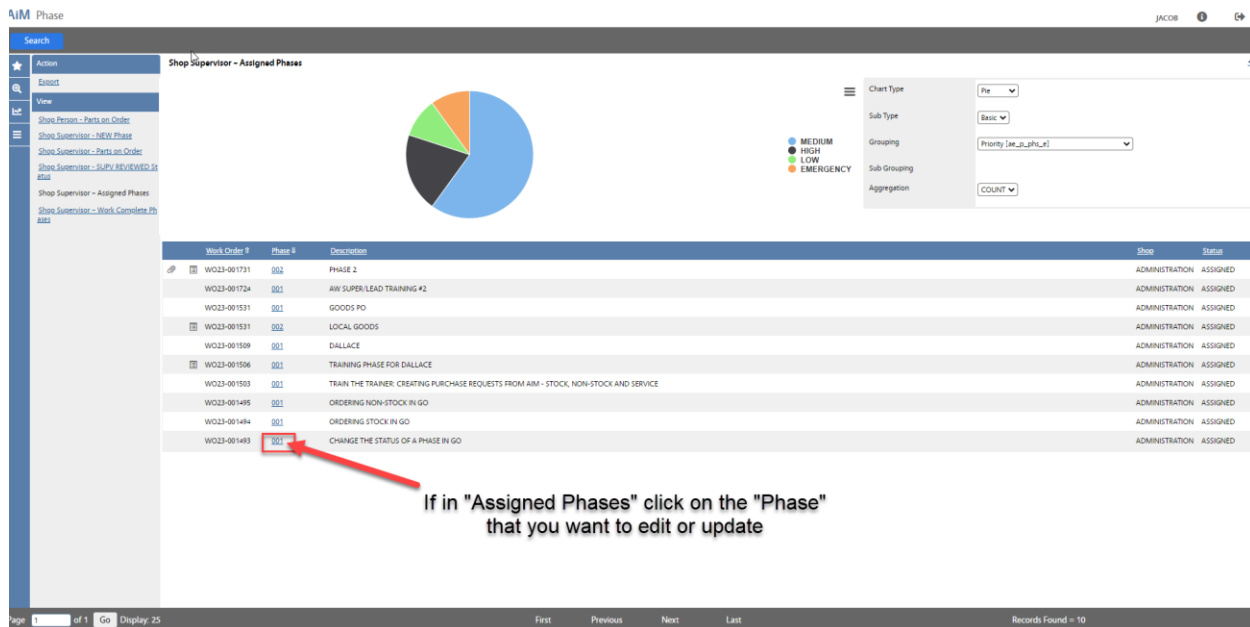 AiM Phase
JACOB
Search
Action
Export
View
Shop Person - Parts on Order
Shop Supervisor - NEW Phase
Shop Supervisor - Parts on Order
Shop Supervisor - SUPV REVIEWED St
atus
Shop Supervisor - Assigned Phases
Shop Supervisor - Work Complete Ph
ases
Shop Supervisor - Assigned Phases
MEDIUM
HIGH
LOW
EMERGENCY
Chart Type Pie
Sub Type Basic
Grouping Priority [ae_p_phs_e]
Sub Grouping
Aggregation COUNT
Work Order Phase Description Shop Status
WO23-001731 002 PHASE 2 ADMINISTRATION ASSIGNED
WO23-001724 001 AW SUPER/LEAD TRAINING #2 ADMINISTRATION ASSIGNED
WO23-001531 001 GOODS PO ADMINISTRATION ASSIGNED
WO23-001531 002 LOCAL GOODS ADMINISTRATION ASSIGNED
WO23-001509 001 DALLACE ADMINISTRATION ASSIGNED
WO23-001506 001 TRAINING PHASE FOR DALLACE ADMINISTRATION ASSIGNED
WO23-001503 001 TRAIN THE TRAINER: CREATING PURCHASE REQUESTS FROM AIM - STOCK, NON-STOCK AND SERVICE ADMINISTRATION ASSIGNED
WO23-001495 001 ORDERING NON-STOCK IN GO ADMINISTRATION ASSIGNED
WO23-001494 001 ORDERING STOCK IN GO ADMINISTRATION ASSIGNED
WO23-001493 001 CHANGE THE STATUS OF A PHASE IN GO ADMINISTRATION ASSIGNED
If in "Assigned Phases" click on the "Phase"
that you want to edit or update
Page 1 of 1 Go Display: 25 First Previous Next Last Records Found = 10